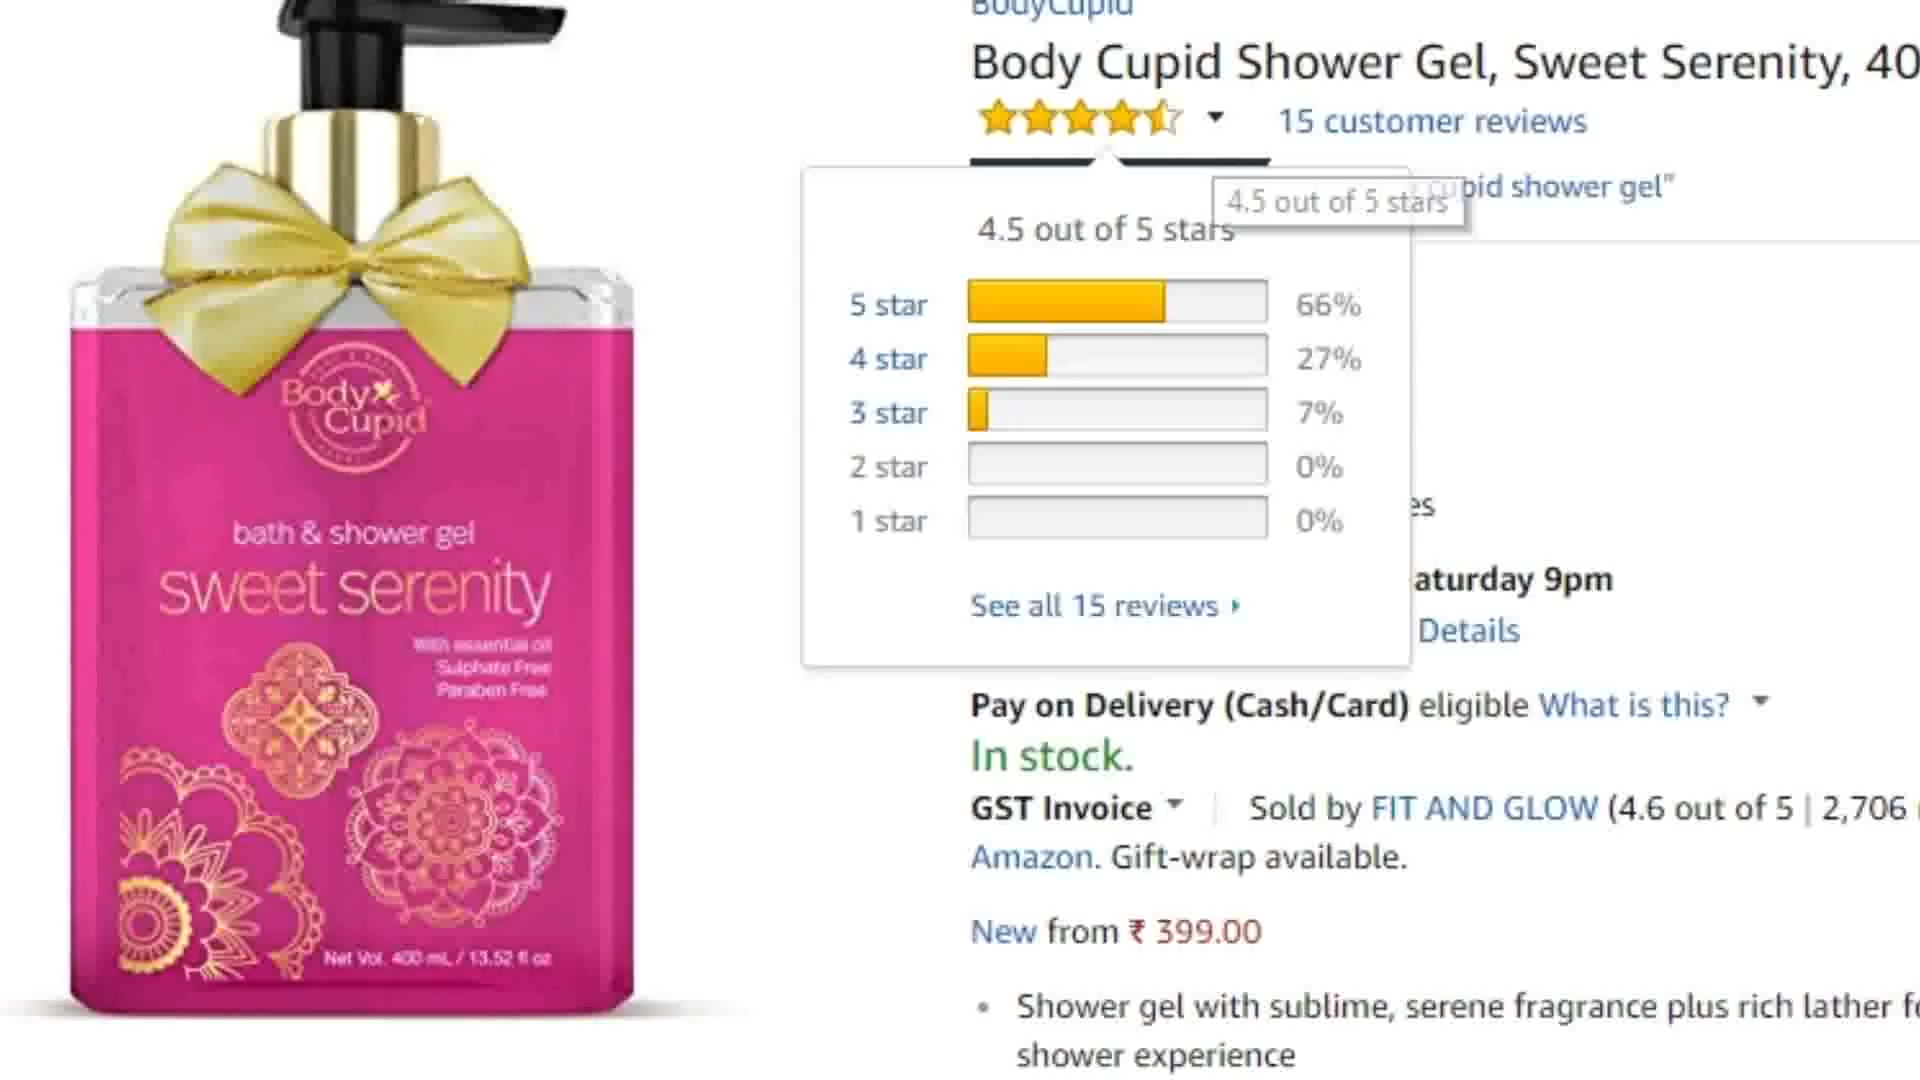 BodyCupid
Body Cupid Shower Gel, Sweet Serenity, 40
15 customer reviews
cupid shower gel"
4.5 out of 5 stars
4.5 out of 5 stars
5 star 66%
4 star 27%
3 star 7%
2 star 0%
1 star 0%
See all 15 reviews
es
aturday 9pm
Details
Pay on Delivery (Cash/Card) eligible What is this?
In stock.
GST Invoice Sold by FIT AND GLOW (4.6 out of 5 | 2,706
Amazon. Gift-wrap available.
New from ₹ 399.00
• Shower gel with sublime, serene fragrance plus rich lather fo
shower experience
Body
Cupid
bath & shower gel
sweet serenity
With essential oil
Sulphate Free
Paraben Free
Net Vol. 400 mL / 13.52 fl oz